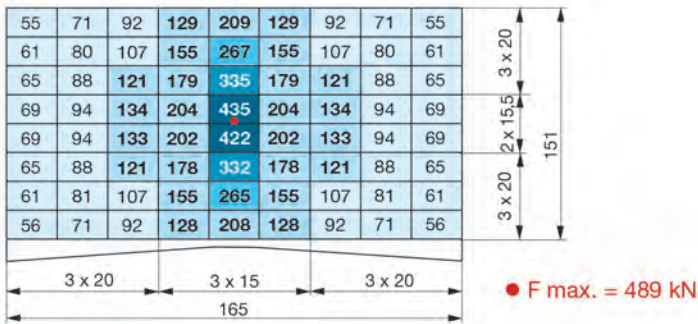 55 71 92 129 209 129 92 71 55
61 80 107 155 267 155 107 80 61
65 88 121 179 335 179 121 88 65
69 94 134 204 435 204 134 94 69
69 94 133 202 422 202 133 94 69
65 88 121 178 332 178 121 88 65
61 81 107 155 265 155 107 81 61
56 71 92 128 208 128 92 71 56
3 x 20
2 x 15,5
3 x 20
151
3 x 20 3 x 15 3 x 20
165
F max. = 489 kN